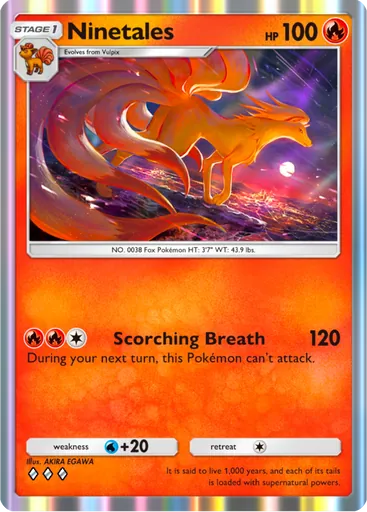 STAGE 1
Ninetales
HP 100
Evolves from Vulpix
NO. 0038 Fox Pokémon HT: 3'7" WT: 43.9 lbs.
Scorching Breath 120
During your next turn, this Pokémon can't attack.
weakness +20 retreat
Illus. AKIRA EGAWA
It is said to live 1,000 years, and each of its tails
is loaded with supernatural powers.